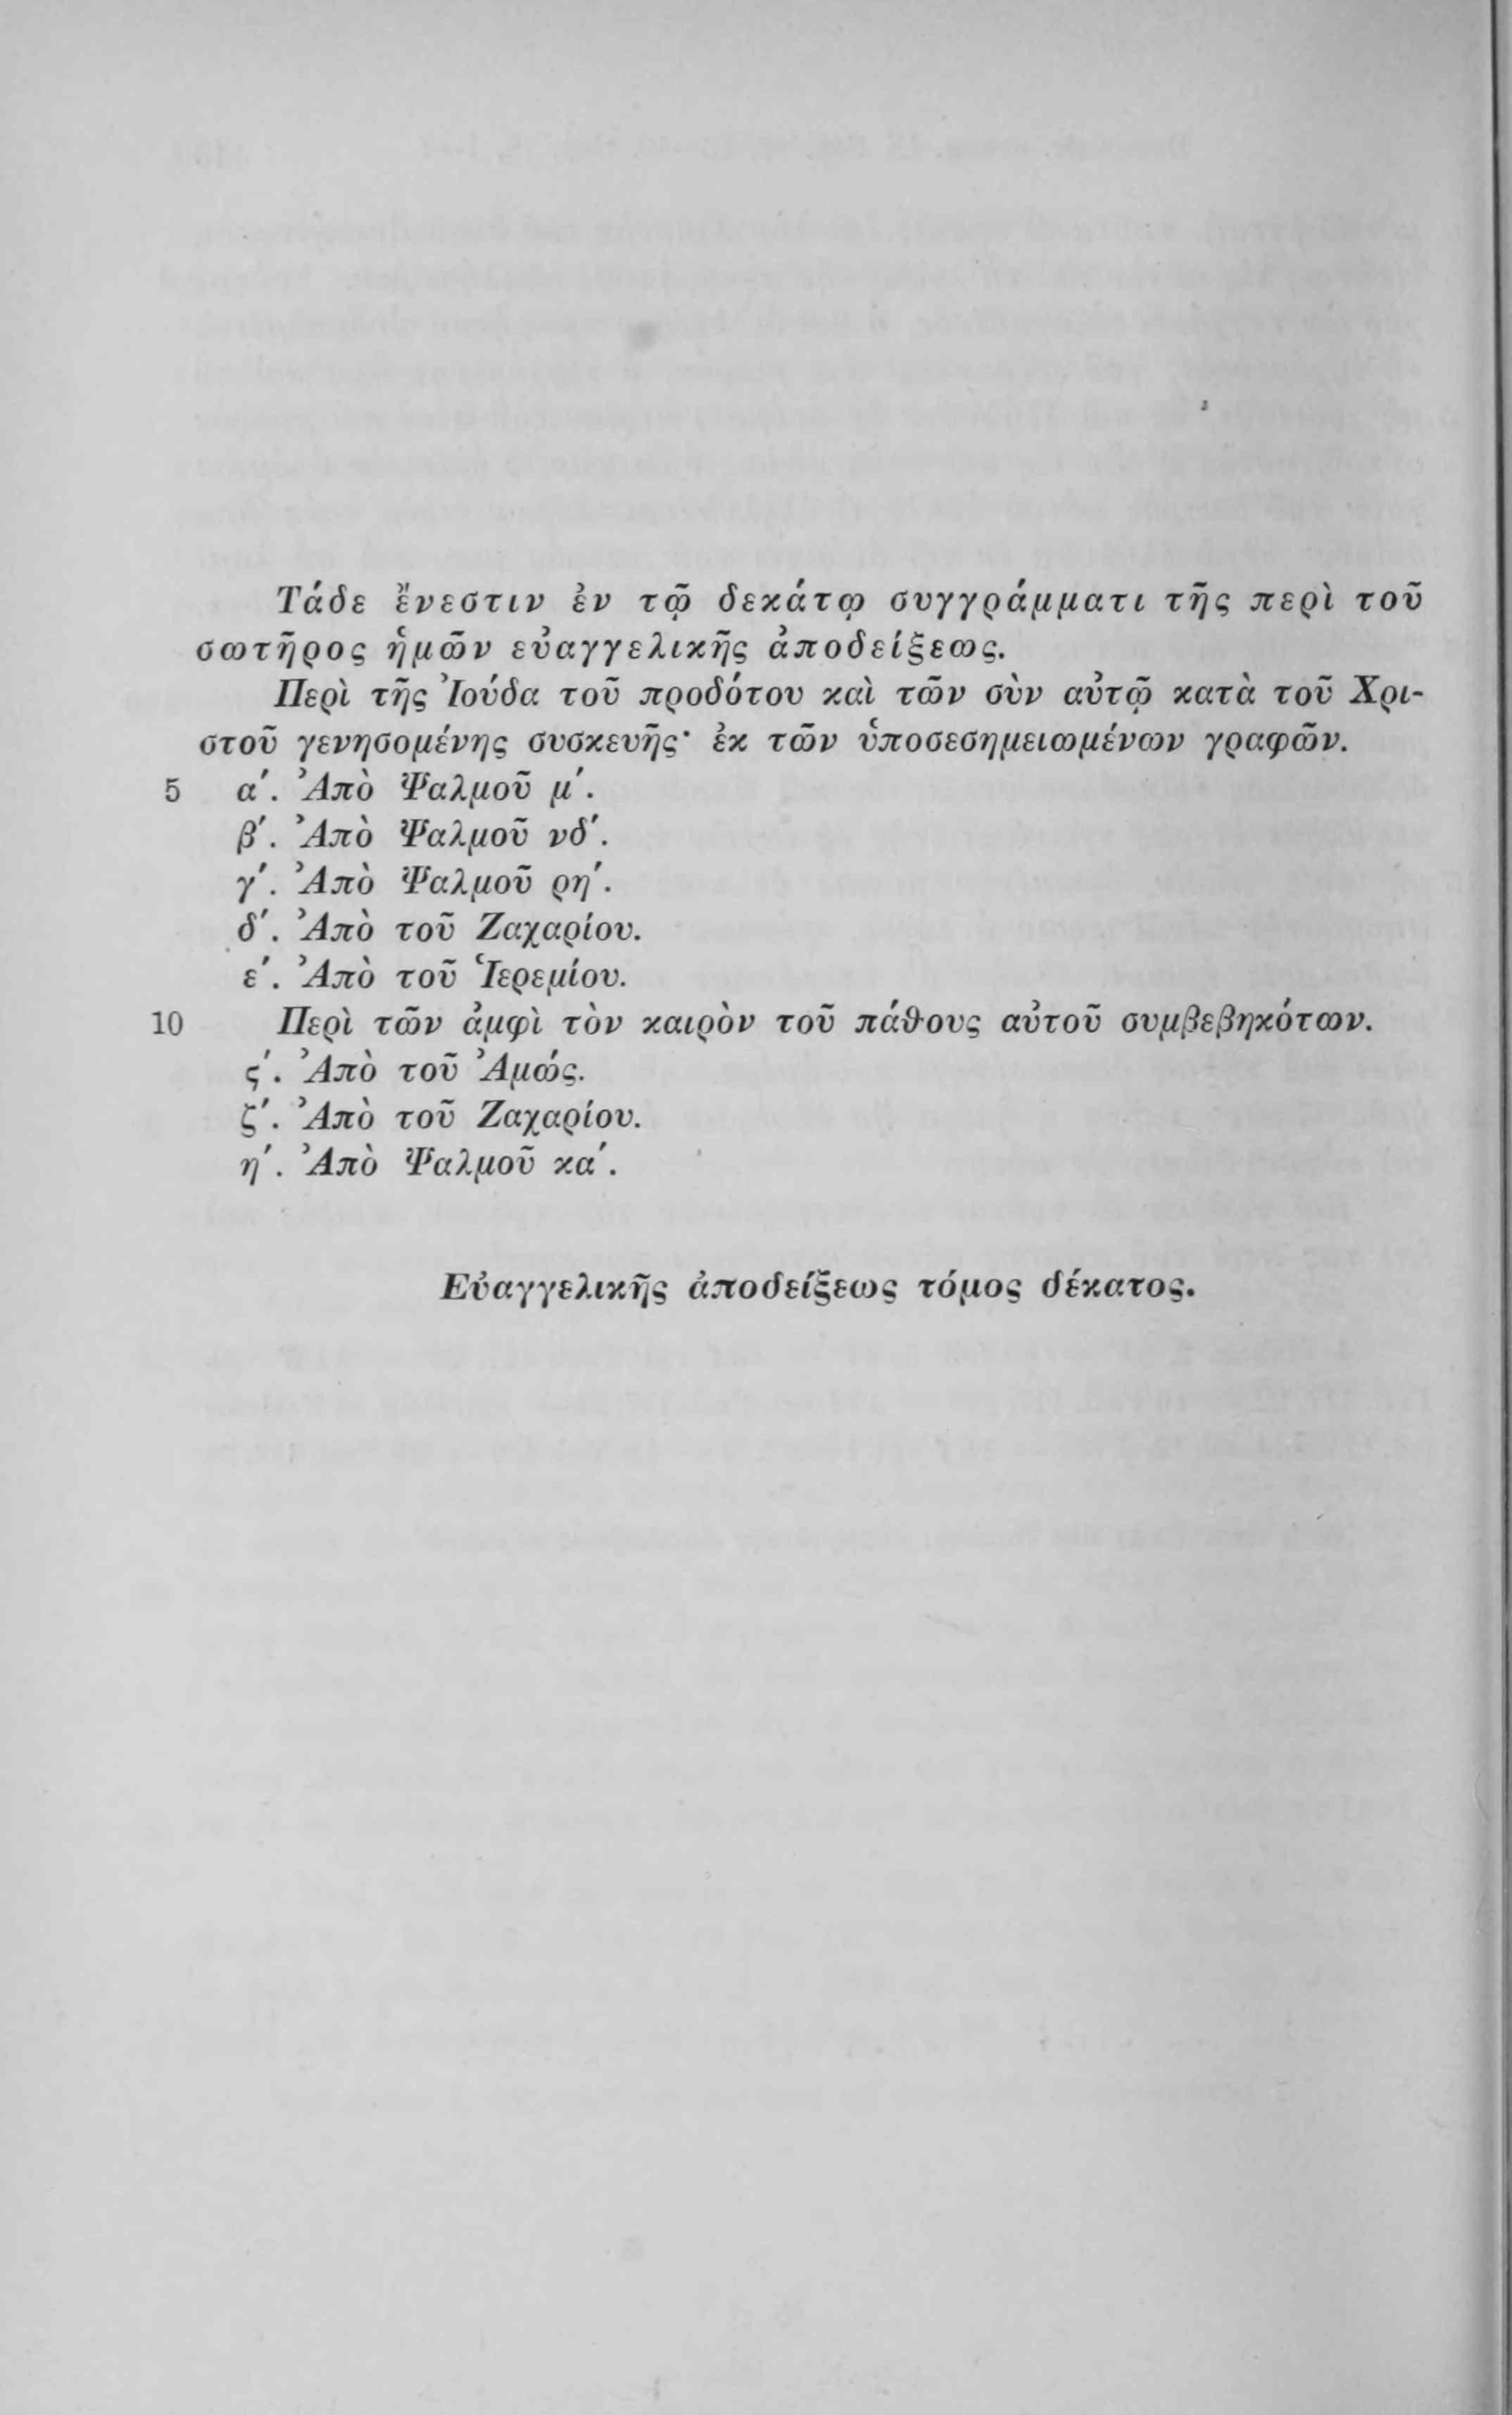 Τάδε ἔνεστιν ἐν τῷ δεκάτῳ συγγράμματι τῆς περὶ τοῦ
σωτῆρος ἡμῶν εὐαγγελικῆς ἀποδείξεως.
Περὶ τῆς Ἰούδα τοῦ προδότου καὶ τῶν σὺν αὐτῷ κατὰ τοῦ Χρι-
στοῦ γενησομένης συσκευῆς· ἐκ τῶν ὑποσεσημειωμένων γραφῶν.
5 α΄. Ἀπὸ Ψαλμοῦ μ΄.
β΄. Ἀπὸ Ψαλμοῦ νδ΄.
γ΄. Ἀπὸ Ψαλμοῦ ρη΄.
δ΄. Ἀπὸ τοῦ Ζαχαρίου.
ε΄. Ἀπὸ τοῦ Ἱερεμίου.
10 Περὶ τῶν ἀμφὶ τὸν καιρὸν τοῦ πάθους αὐτοῦ συμβεβηκότων.
ς΄. Ἀπὸ τοῦ Ἀμώς.
ζ΄. Ἀπὸ τοῦ Ζαχαρίου.
η΄. Ἀπὸ Ψαλμοῦ κα΄.
Εὐαγγελικῆς ἀποδείξεως τόμος δέκατος.